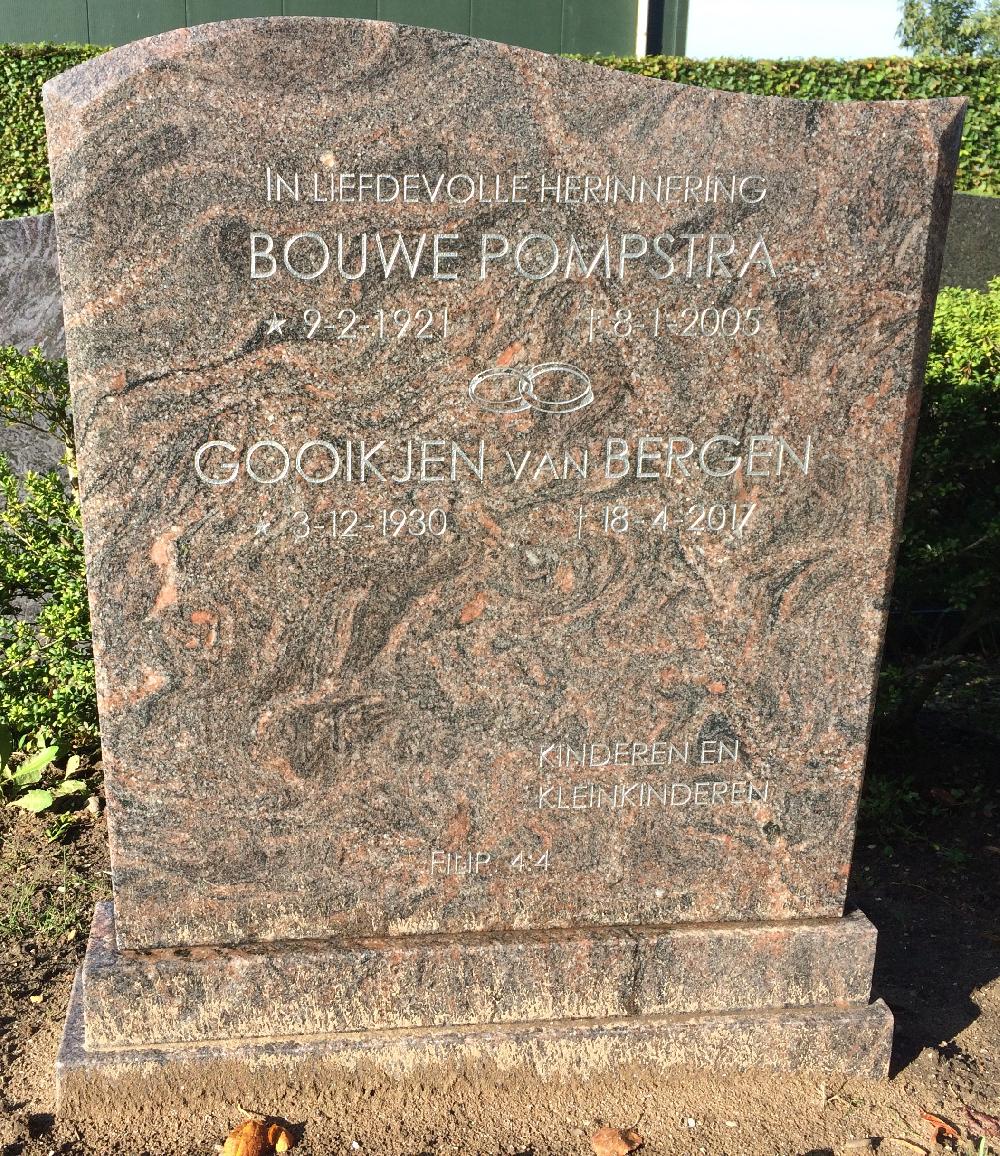 IN LIEFDEVOLLE HERINNERING
BOUWE POMPSTRA
★ 9-2-1921 † 8-1-2005
GOOIKJEN VAN BERGEN
★ 3-12-1930 † 18-4-2017
KINDEREN EN
KLEINKINDEREN
FILIP. 4:4